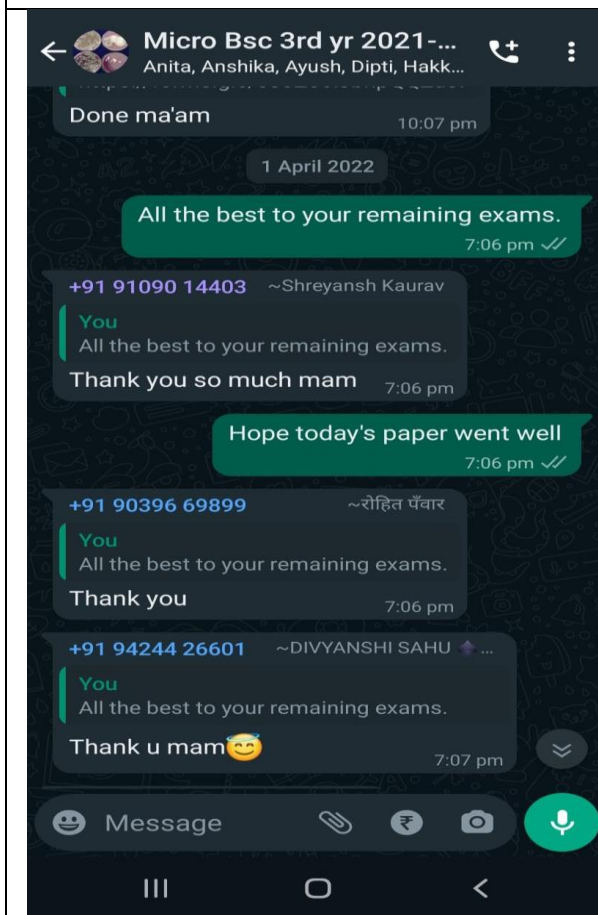 Micro Bsc 3rd yr 2021-...
Anita, Anshika, Ayush, Dipti, Hakk...
Done ma'am
10:07 pm
1 April 2022
All the best to your remaining exams.
7:06 pm
+91 91090 14403 ~Shreyansh Kaurav
You
All the best to your remaining exams.
Thank you so much mam 7:06 pm
Hope today's paper went well
7:06 pm
+91 90396 69899 ~रोहित पँवार
You
All the best to your remaining exams.
Thank you
7:06 pm
+91 94244 26601 ~DIVYANSHI SAHU ...
You
All the best to your remaining exams.
Thank u mam😇
7:07 pm
Message